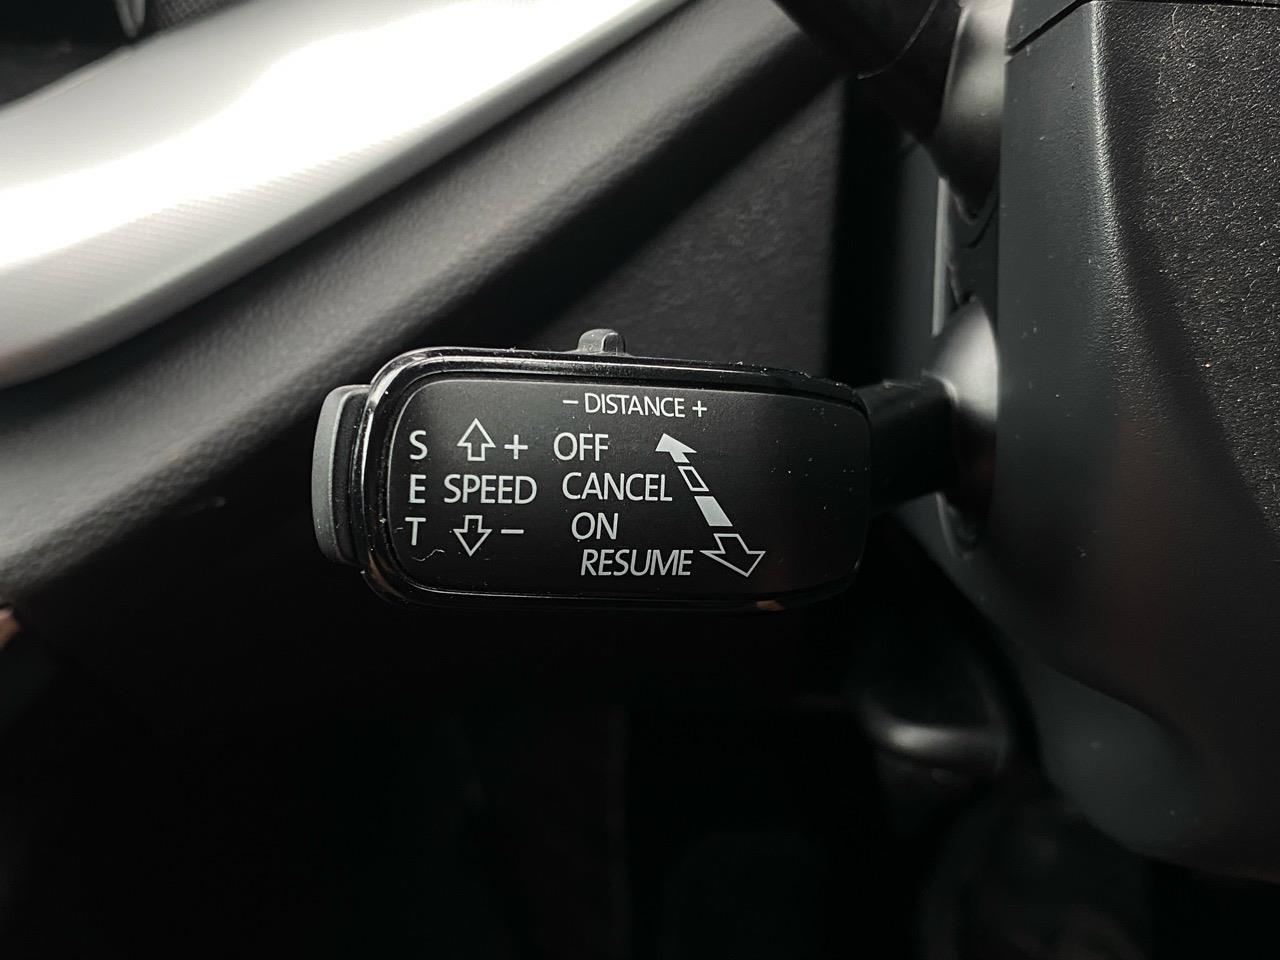 - DISTANCE +
S + OFF
E SPEED CANCEL
T - ON
RESUME